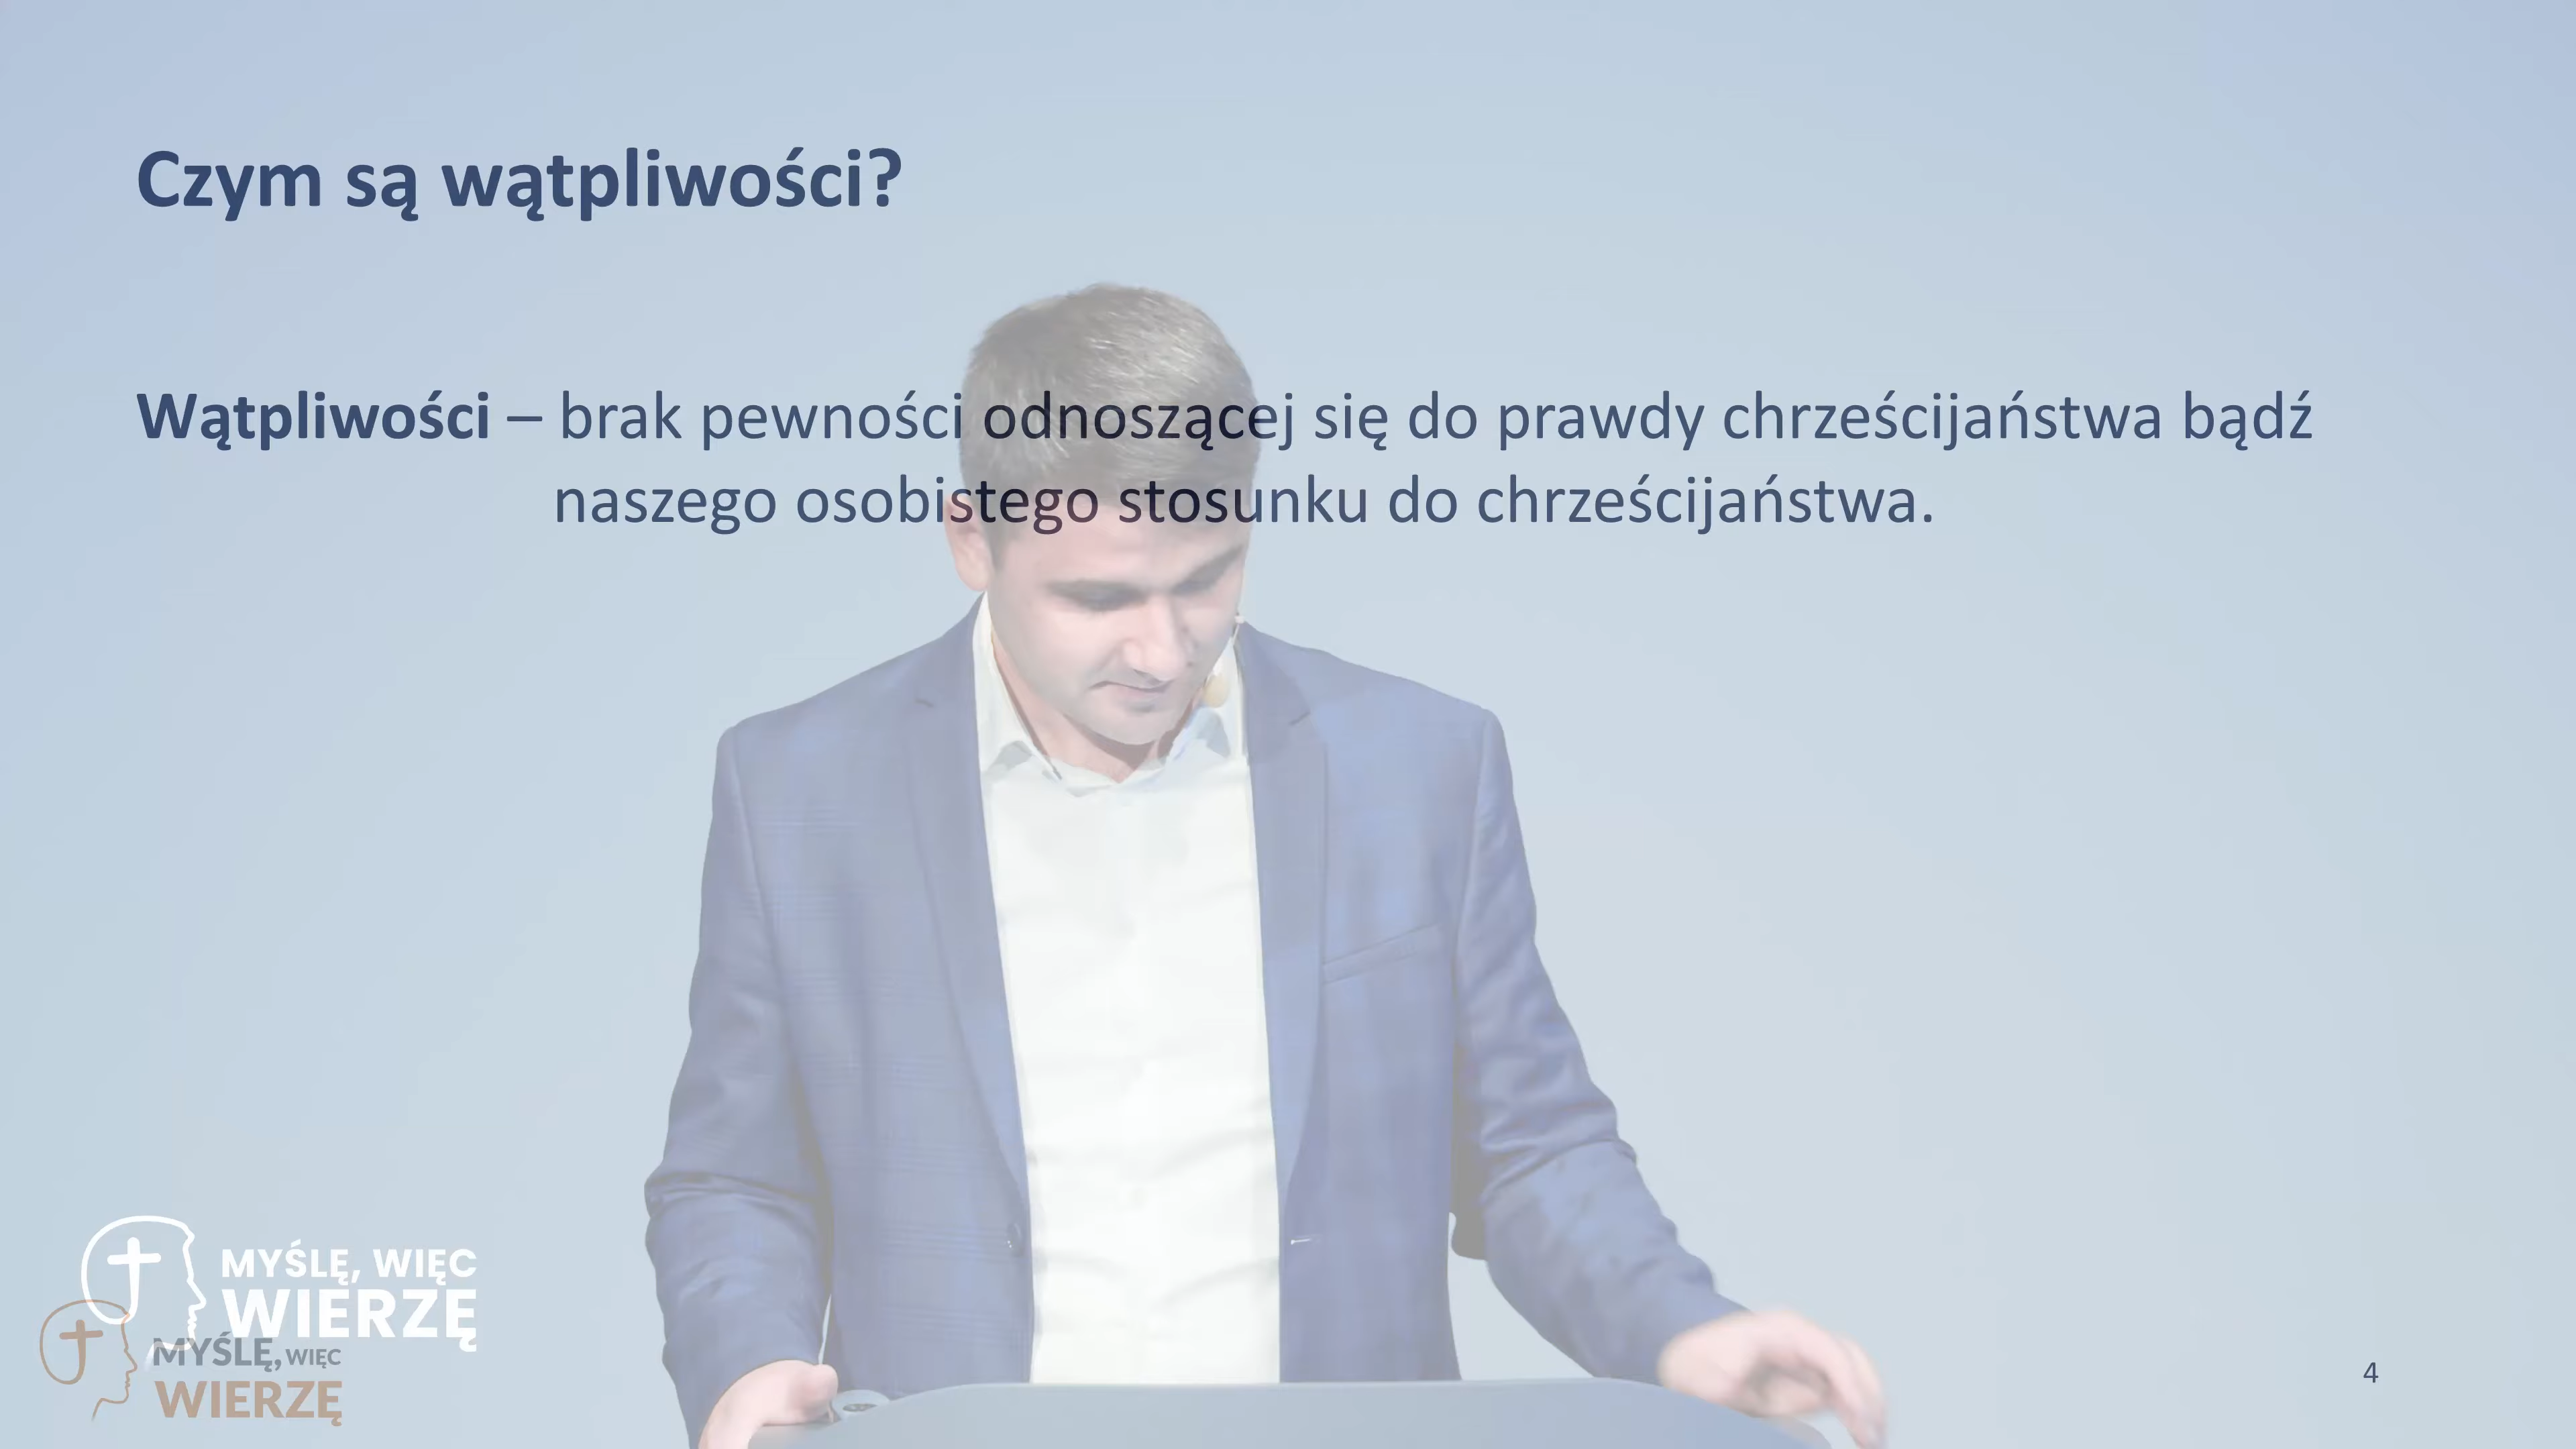 Czym są wątpliwości?
Wątpliwości – brak pewności odnoszącej się do prawdy chrześcijaństwa bądź
naszego osobistego stosunku do chrześcijaństwa.
MYŚLĘ, WIĘC
WIERZĘ
MYŚLĘ, WIĘC
WIERZĘ
4